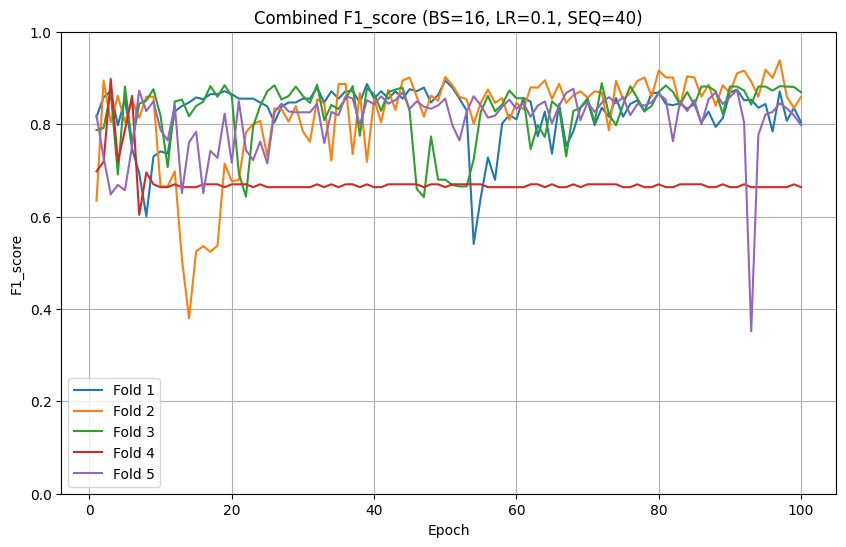 Combined F1_score (BS=16, LR=0.1, SEQ=40)
F1_score
1.0
0.8
0.6
0.4
0.2
0.0
Fold 1
Fold 2
Fold 3
Fold 4
Fold 5
0 20 40 60 80 100
Epoch